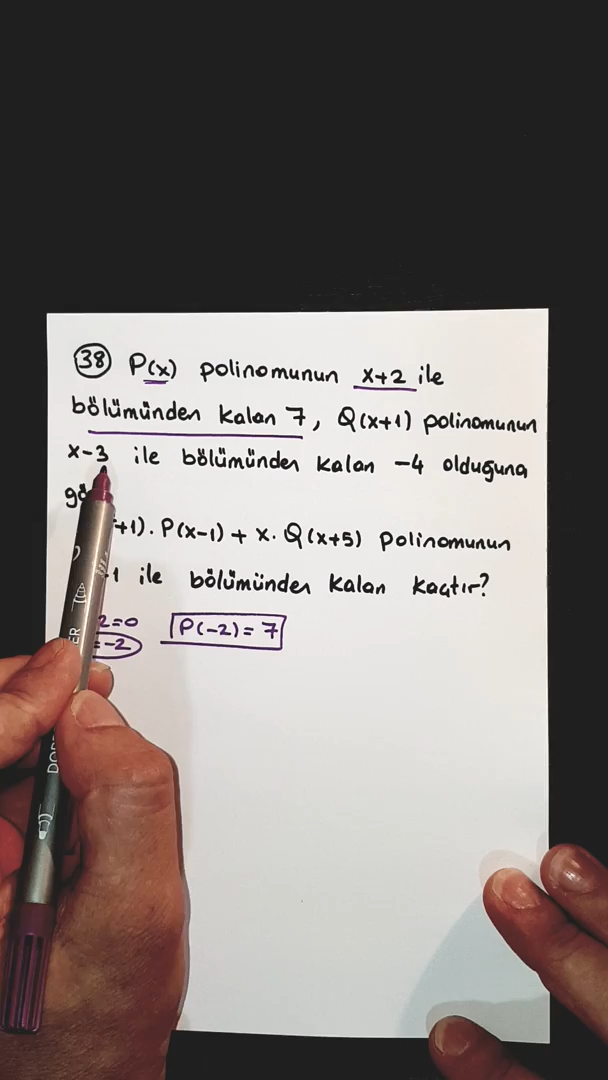 38 P(x) polinomunun x+2 ile
bölümünden kalan 7, Q(x+1) polinomunun
x-3 ile bölümünden kalan -4 olduğuna
+1). P(x-1) + x. Q(x+5) polinomunun
1 ile bölümünden kalan kaçtır?
2=0 P(-2)=7
=-2